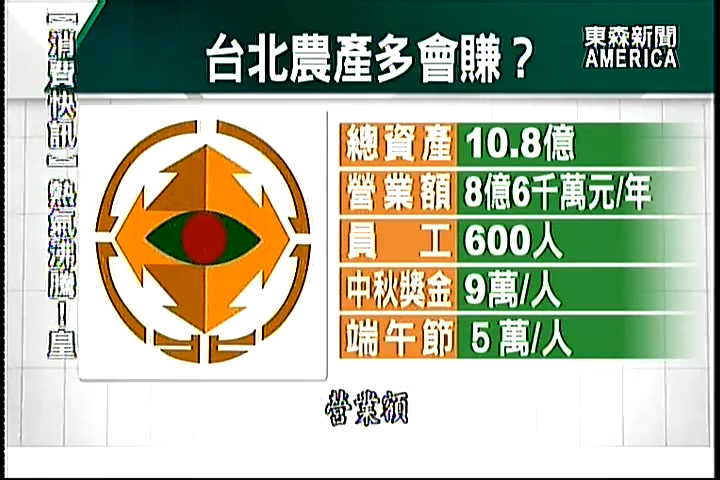 台北農產多會賺？
東森新聞
AMERICA
【消費快訊】熱氣沸騰！皇
總資產 10.8億
營業額 8億6千萬元/年
員工 600人
中秋獎金 9萬/人
端午節 5萬/人
營業額